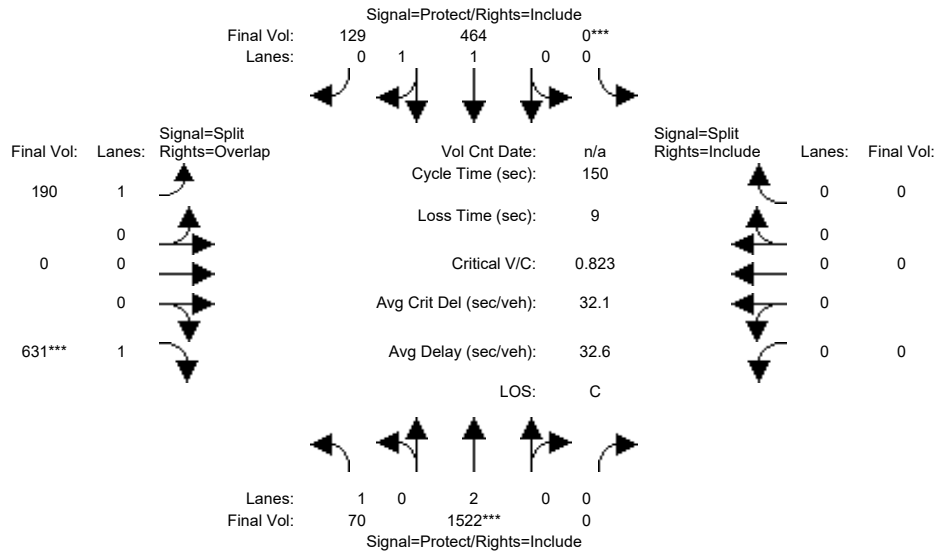 Signal=Protect/Rights=Include
Final Vol: 129 464 0***
Lanes: 0 1 1 0 0
Signal=Split
Final Vol: Lanes: Rights=Overlap
Vol Cnt Date: n/a
Signal=Split
Rights=Include Lanes: Final Vol:
Cycle Time (sec): 150
190 1 0 0
Loss Time (sec): 9
0 0
0 0 Critical V/C: 0.823 0 0
0 Avg Crit Del (sec/veh): 32.1 0
631*** 1 Avg Delay (sec/veh): 32.6 0 0
LOS: C
Lanes: 1 0 2 0 0
Final Vol: 70 1522*** 0
Signal=Protect/Rights=Include